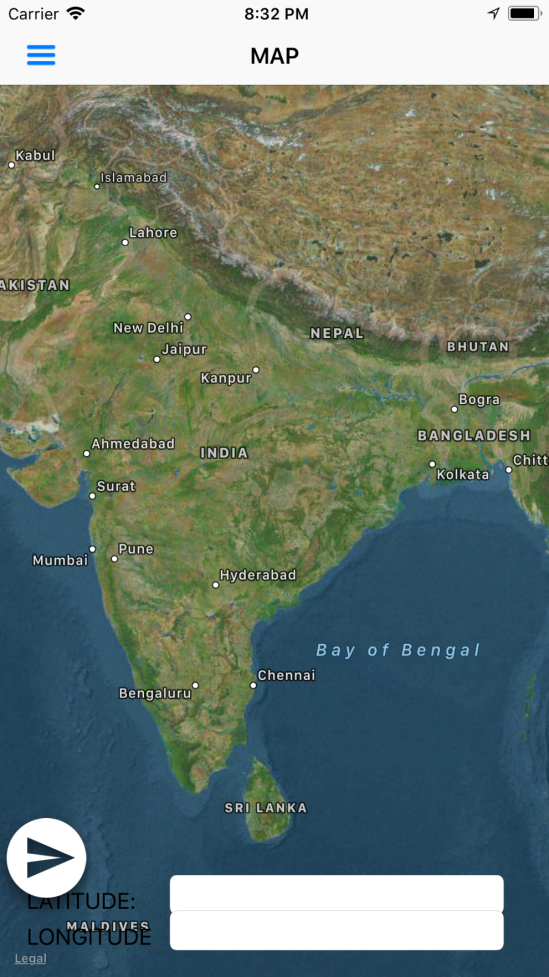 Carrier 8:32 PM
MAP
Kabul
Islamabad
Lahore
AKISTAN
New Delhi
NEPAL
Jaipur
BHUTAN
Kanpur
Bogra
Ahmedabad
BANGLADESH
INDIA
Chitt
Kolkata
Surat
Mumbai
Pune
Hyderabad
Bay of Bengal
Chennai
Bengaluru
SRI LANKA
LATITUDE:
MALDIVES
LONGITUDE
Legal